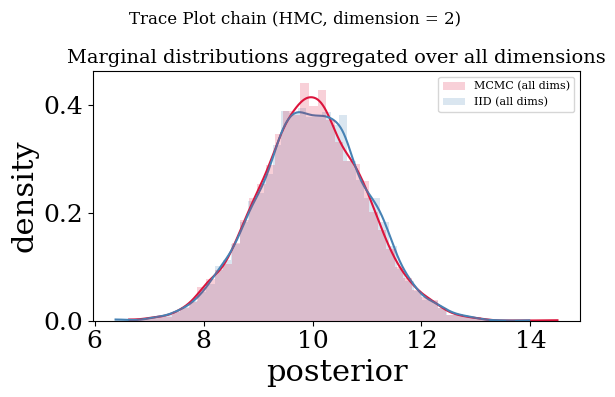 Trace Plot chain (HMC, dimension = 2)
Marginal distributions aggregated over all dimensions
MCMC (all dims)
IID (all dims)
density
0.4
0.2
0.0
6 8 10 12 14
posterior